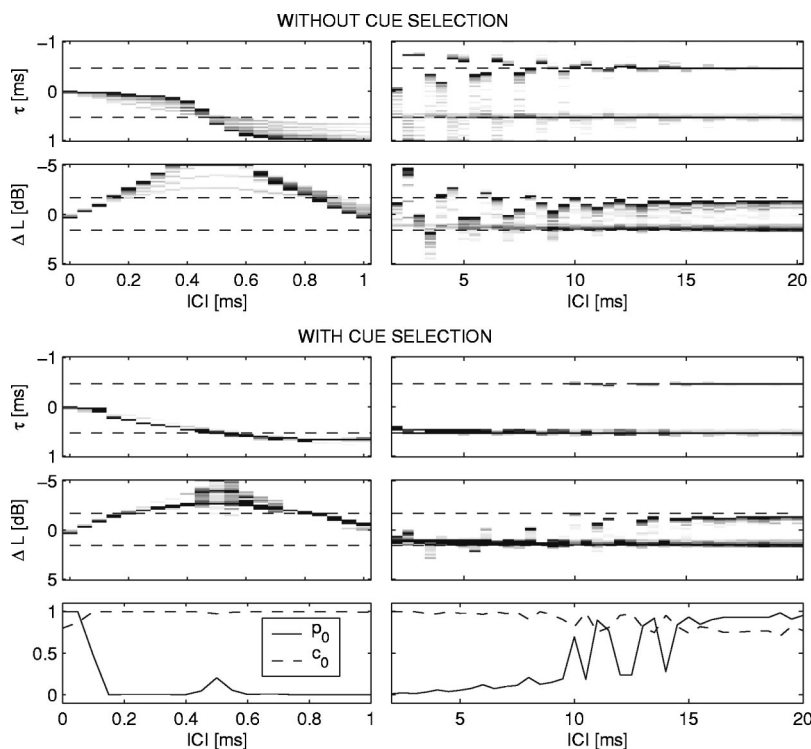 WITHOUT CUE SELECTION
−1
0
1
τ [ms]
−5
0
5
Δ L [dB]
0 0.2 0.4 0.6 0.8 1
ICI [ms]
5 10 15 20
ICI [ms]
WITH CUE SELECTION
−1
0
1
τ [ms]
−5
0
5
Δ L [dB]
1
0.5
0
p0
c0
0 0.2 0.4 0.6 0.8 1
ICI [ms]
5 10 15 20
ICI [ms]